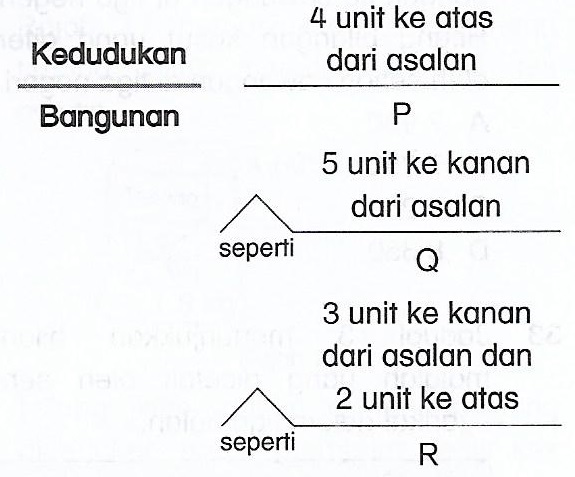 4 unit ke atas
Kedudukan dari asalan
Bangunan P
5 unit ke kanan
dari asalan
seperti Q
3 unit ke kanan
dari asalan dan
2 unit ke atas
seperti R